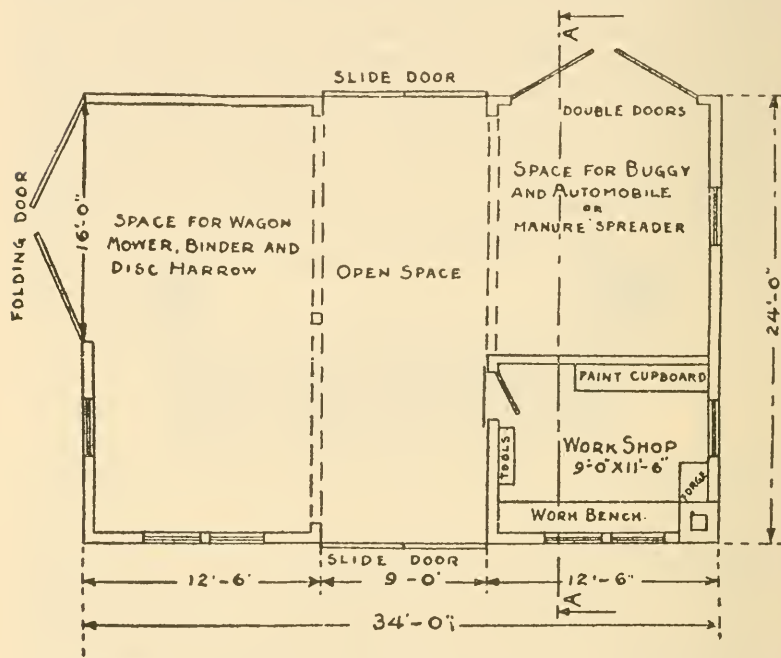 A
SLIDE DOOR
DOUBLE DOORS
FOLDING DOOR
16'-0"
SPACE FOR WAGON
MOWER, BINDER AND
DISC HARROW
OPEN SPACE
SPACE FOR BUGGY
AND AUTOMOBILE
OR
MANURE SPREADER
24'-0"
PAINT CUPBOARD
TOOLS
WORK SHOP
9'-0" X 11'-6"
FORGE
WORK BENCH.
SLIDE DOOR
12'-6"
9'-0"
12'-6"
A
34'-0"